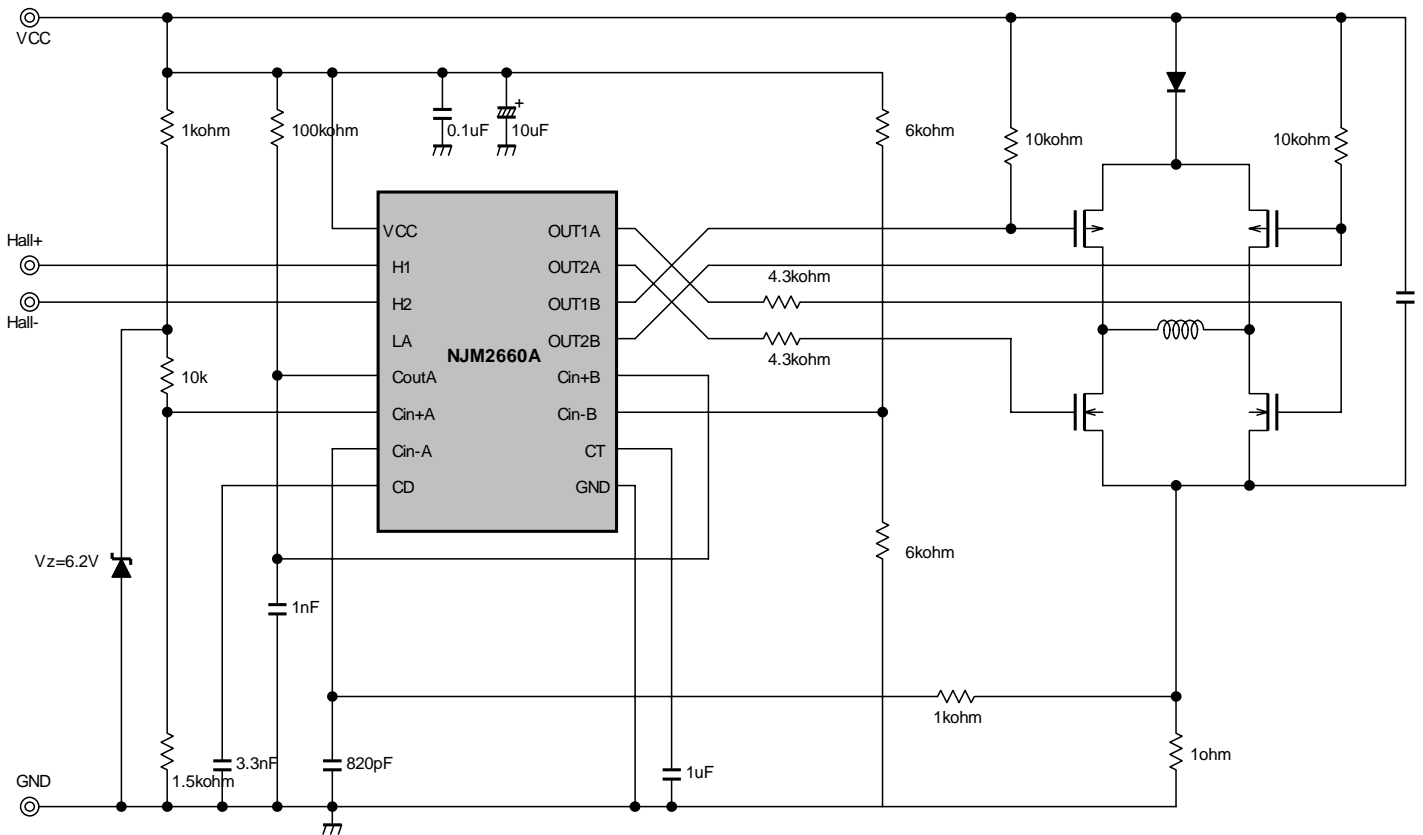 VCC
1kohm
100kohm
0.1uF
+
10uF
6kohm
10kohm
10kohm
Hall+
Hall-
VCC
H1
H2
LA
CoutA
Cin+A
Cin-A
CD
NJM2660A
OUT1A
OUT2A
OUT1B
OUT2B
Cin+B
Cin-B
CT
GND
4.3kohm
4.3kohm
10k
Vz=6.2V
6kohm
1nF
1kohm
1.5kohm
3.3nF
820pF
1uF
1ohm
GND